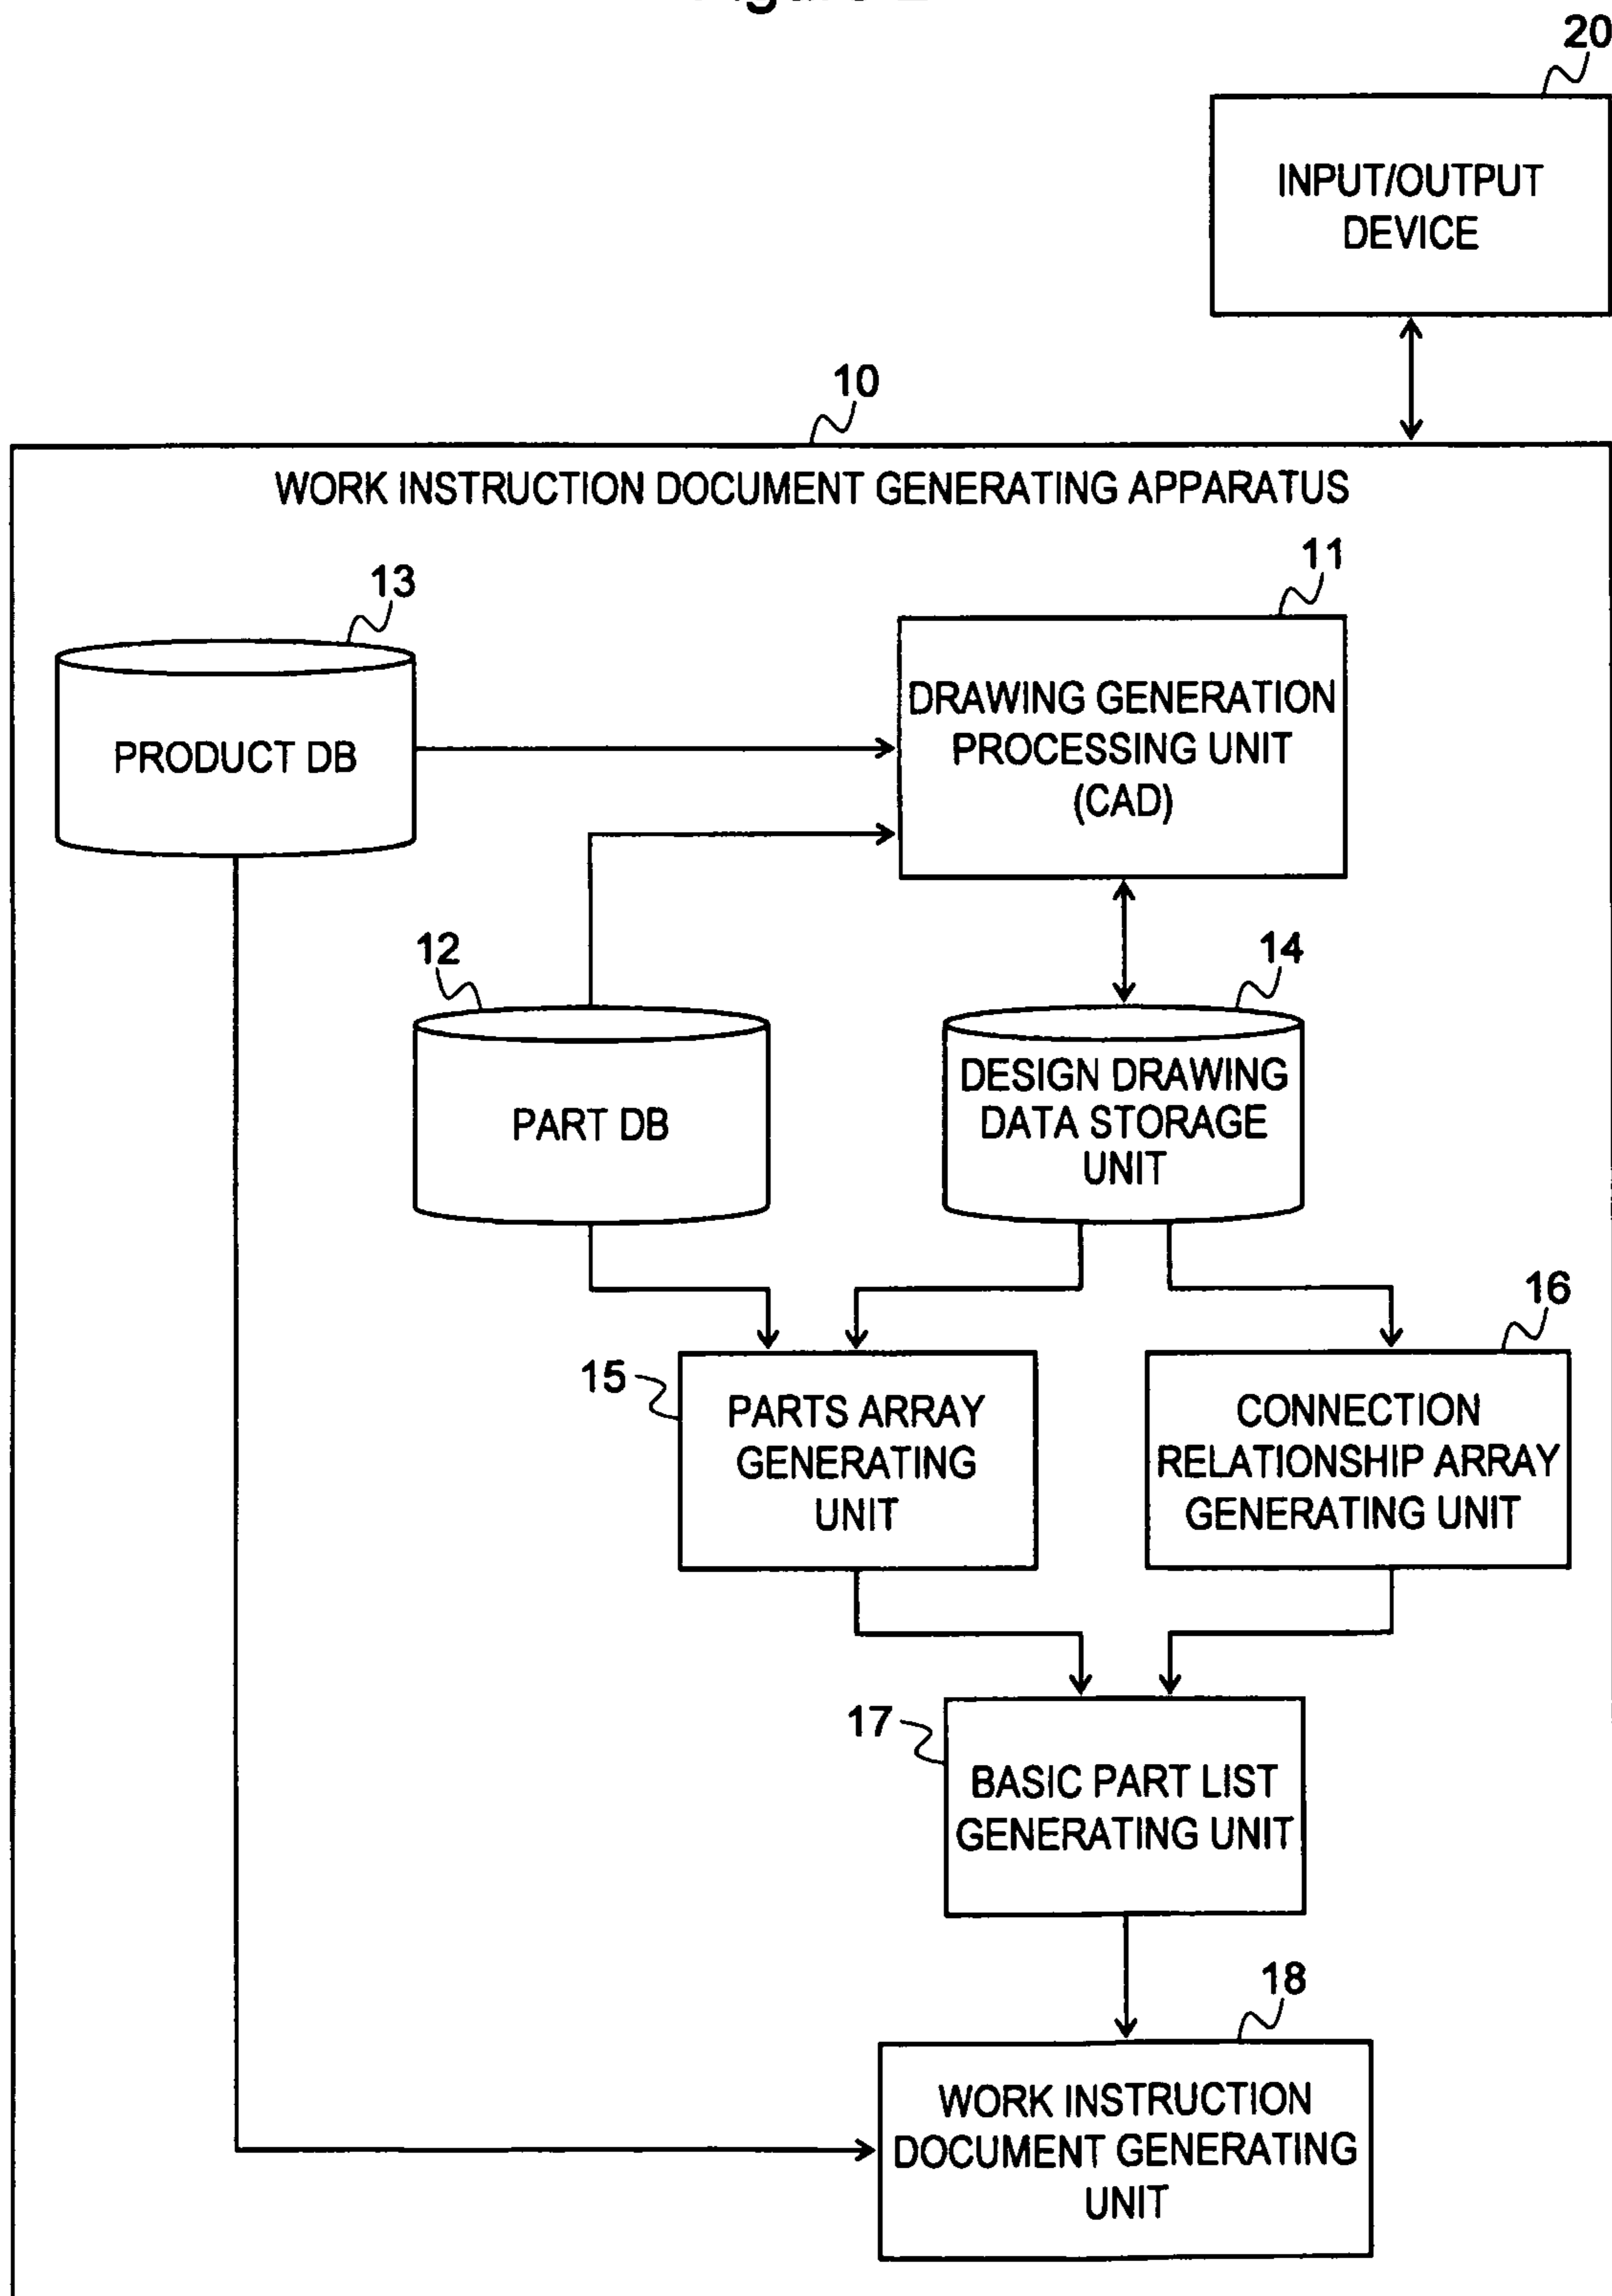 20
INPUT/OUTPUT
DEVICE
10
WORK INSTRUCTION DOCUMENT GENERATING APPARATUS
13
11
PRODUCT DB
DRAWING GENERATION
PROCESSING UNIT
(CAD)
12
14
PART DB
DESIGN DRAWING
DATA STORAGE
UNIT
16
15
PARTS ARRAY
GENERATING
UNIT
CONNECTION
RELATIONSHIP ARRAY
GENERATING UNIT
17
BASIC PART LIST
GENERATING UNIT
18
WORK INSTRUCTION
DOCUMENT GENERATING
UNIT